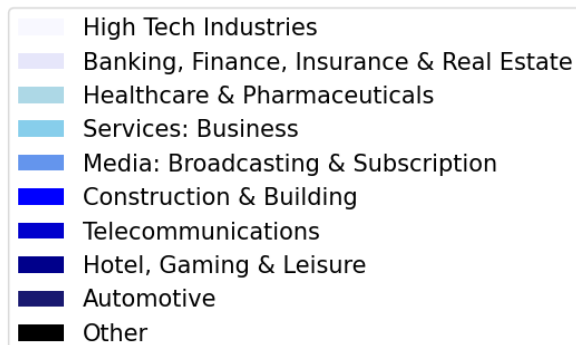 High Tech Industries
Banking, Finance, Insurance & Real Estate
Healthcare & Pharmaceuticals
Services: Business
Media: Broadcasting & Subscription
Construction & Building
Telecommunications
Hotel, Gaming & Leisure
Automotive
Other